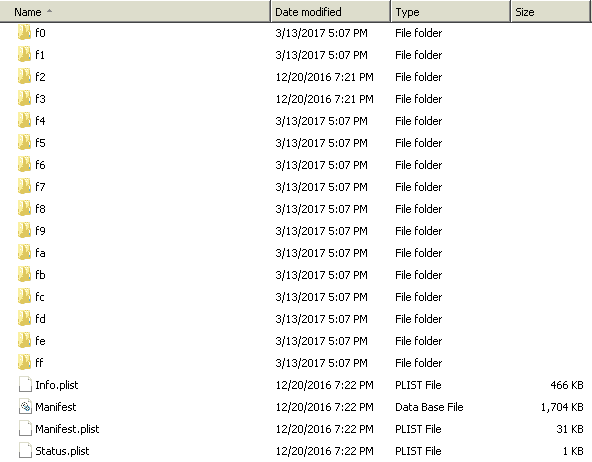 Name Date modified Type Size
f0 3/13/2017 5:07 PM File folder
f1 3/13/2017 5:07 PM File folder
f2 12/20/2016 7:21 PM File folder
f3 12/20/2016 7:21 PM File folder
f4 3/13/2017 5:07 PM File folder
f5 3/13/2017 5:07 PM File folder
f6 3/13/2017 5:07 PM File folder
f7 3/13/2017 5:07 PM File folder
f8 3/13/2017 5:07 PM File folder
f9 3/13/2017 5:07 PM File folder
fa 3/13/2017 5:07 PM File folder
fb 3/13/2017 5:07 PM File folder
fc 3/13/2017 5:07 PM File folder
fd 3/13/2017 5:07 PM File folder
fe 3/13/2017 5:07 PM File folder
ff 3/13/2017 5:07 PM File folder
Info.plist 12/20/2016 7:22 PM PLIST File 466 KB
Manifest 12/20/2016 7:22 PM Data Base File 1,704 KB
Manifest.plist 12/20/2016 7:22 PM PLIST File 31 KB
Status.plist 12/20/2016 7:22 PM PLIST File 1 KB